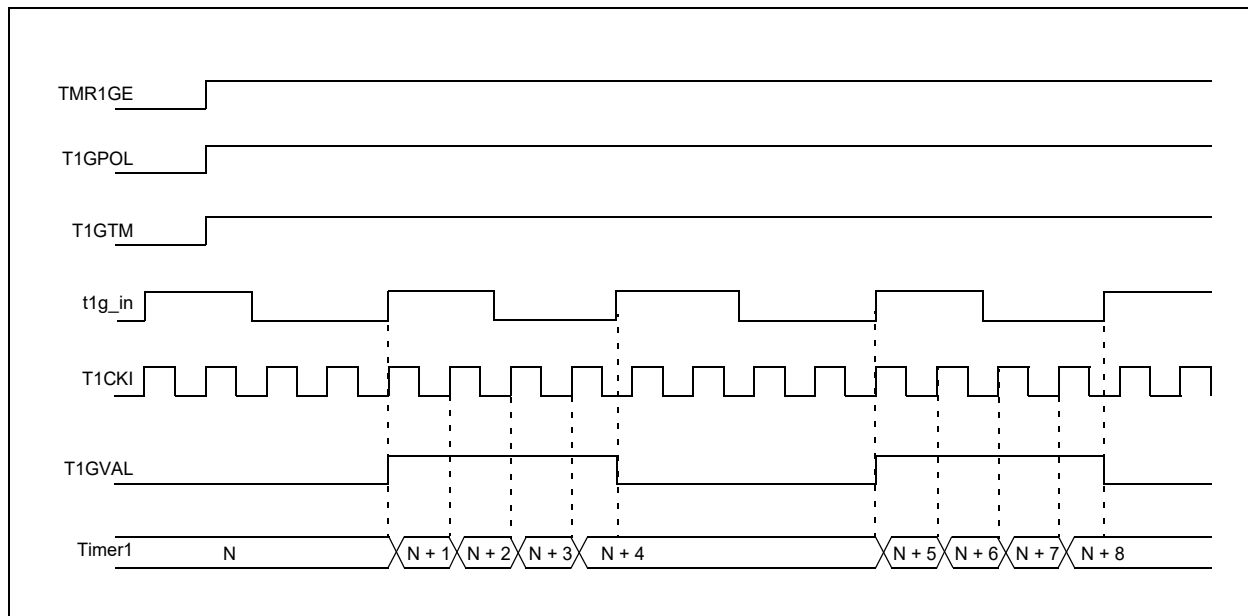 TMR1GE
T1GPOL
T1GTM
t1g_in
T1CKI
T1GVAL
Timer1 N N + 1 N + 2 N + 3 N + 4 N + 5 N + 6 N + 7 N + 8